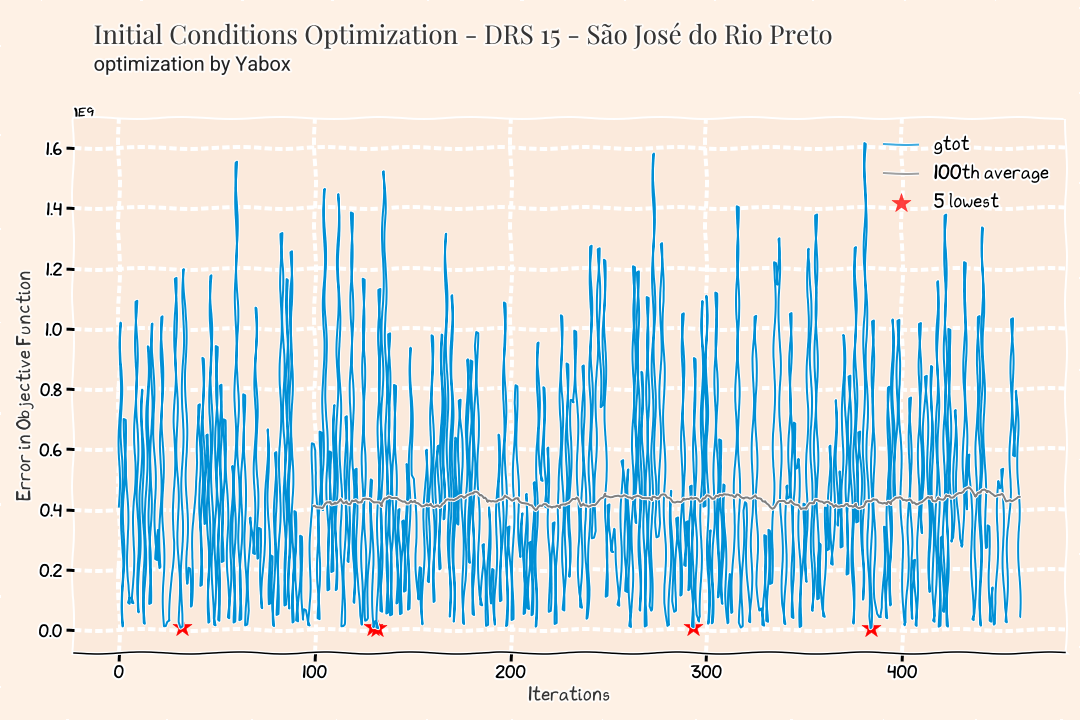 Initial Conditions Optimization - DRS 15 - São José do Rio Preto
optimization by Yabox
1E9
1.6
1.4
1.2
1.0
0.8
0.6
0.4
0.2
0.0
Error in Objective Function
gtot
100th average
5 lowest
0 100 200 300 400
Iterations